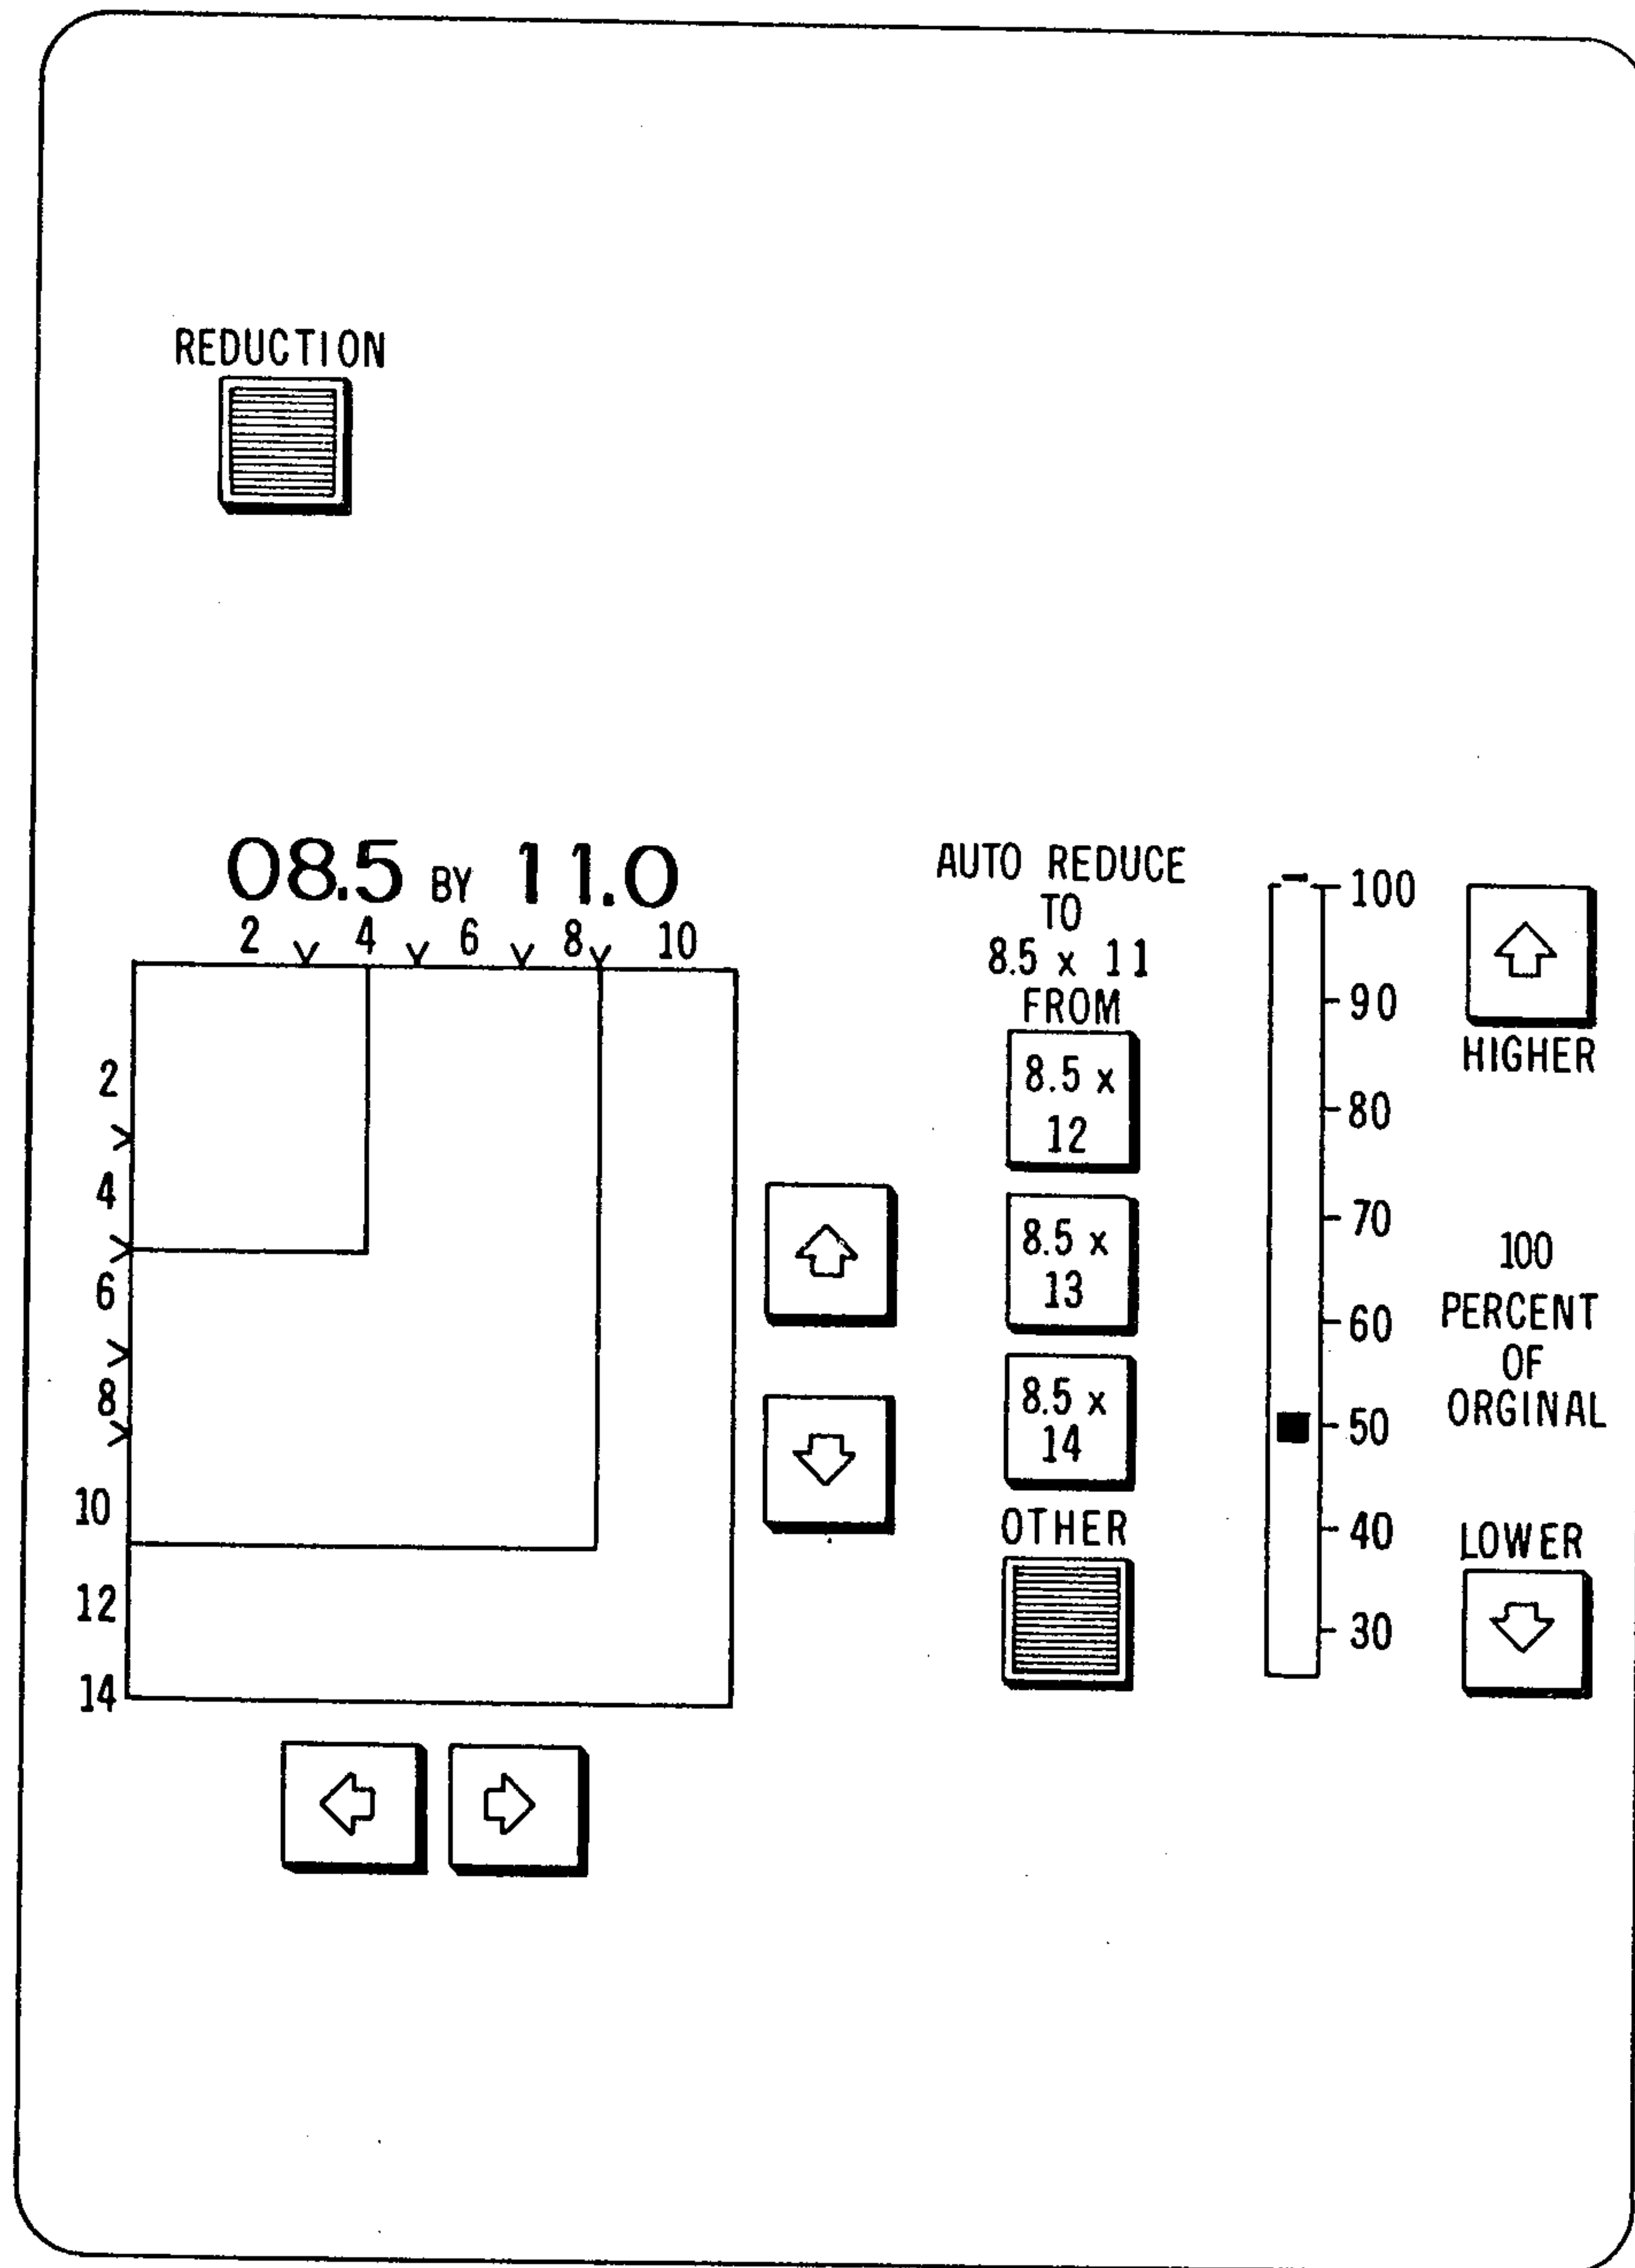 REDUCTION
08.5 BY 11.0
2 4 6 8 10
2
4
6
8
10
12
14
AUTO REDUCE
TO
8.5 x 11
FROM
8.5 x
12
8.5 x
13
8.5 x
14
OTHER
100
90
80
70
60
50
40
30
HIGHER
100
PERCENT
OF
ORGINAL
LOWER